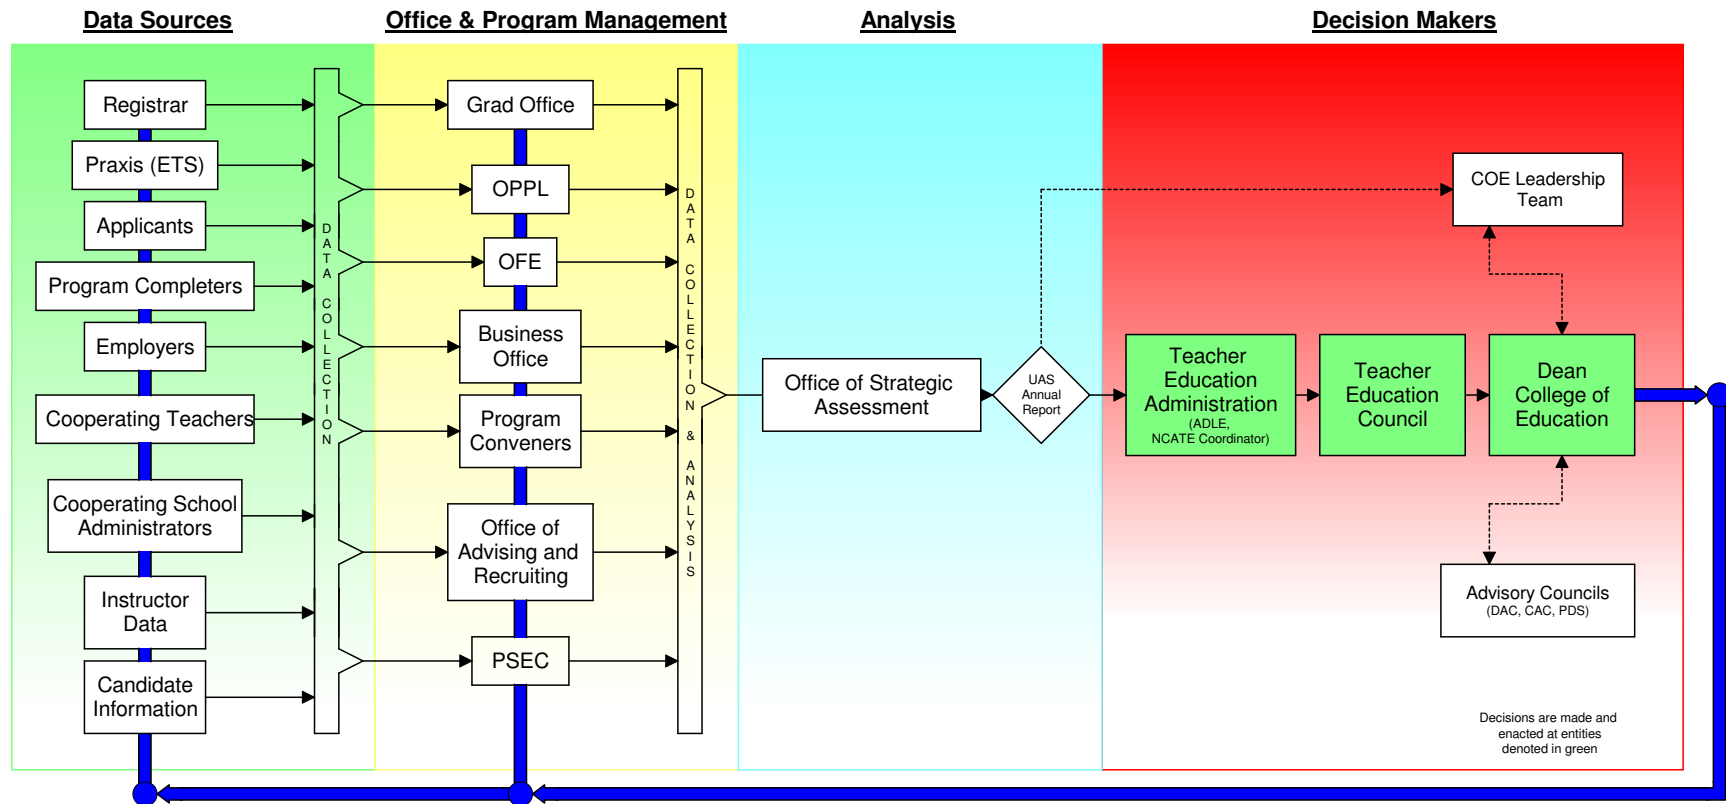 Data Sources
Office & Program Management
Analysis
Decision Makers
Registrar
Praxis (ETS)
Applicants
Program Completers
Employers
Cooperating Teachers
Cooperating School
Administrators
Instructor
Data
Candidate
Information
DATA COLLECTION
Grad Office
OPPL
OFE
Business
Office
Program
Conveners
Office of
Advising and
Recruiting
PSEC
DATA COLLECTION & ANALYSIS
Office of Strategic
Assessment
UAS
Annual
Report
Teacher
Education
Administration
(ADLE,
NCATE Coordinator)
Teacher
Education
Council
Dean
College of
Education
COE Leadership
Team
Advisory Councils
(DAC, CAC, PDS)
Decisions are made and
enacted at entities
denoted in green